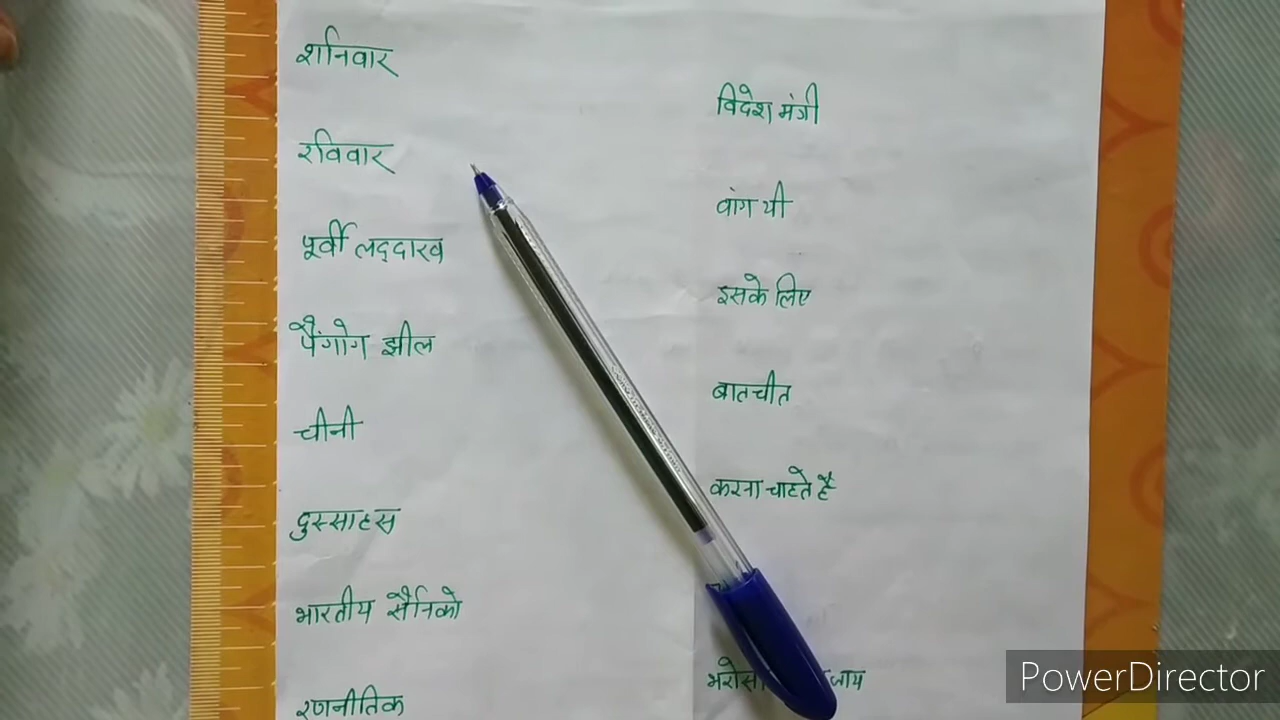 शनिवार
रविवार
पूर्वी लद्दाख
पैंगोग झील
चीनी
दुस्साहस
भारतीय सैनिको
रणनीतिक
विदेश मंत्री
वांग यी
इसके लिए
बातचीत
करना चाहते है
PowerDirector